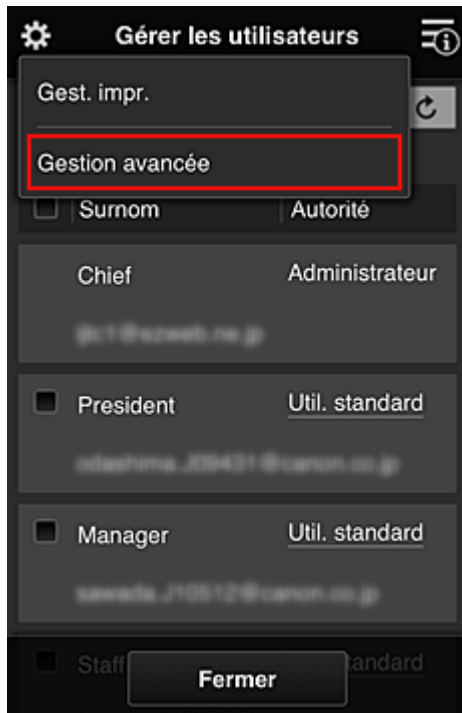 Gérer les utilisateurs
Gest. impr.
Gestion avancée
Surnom Autorité
Chief Administrateur
President Util. standard
Manager Util. standard
Staff standard
Fermer